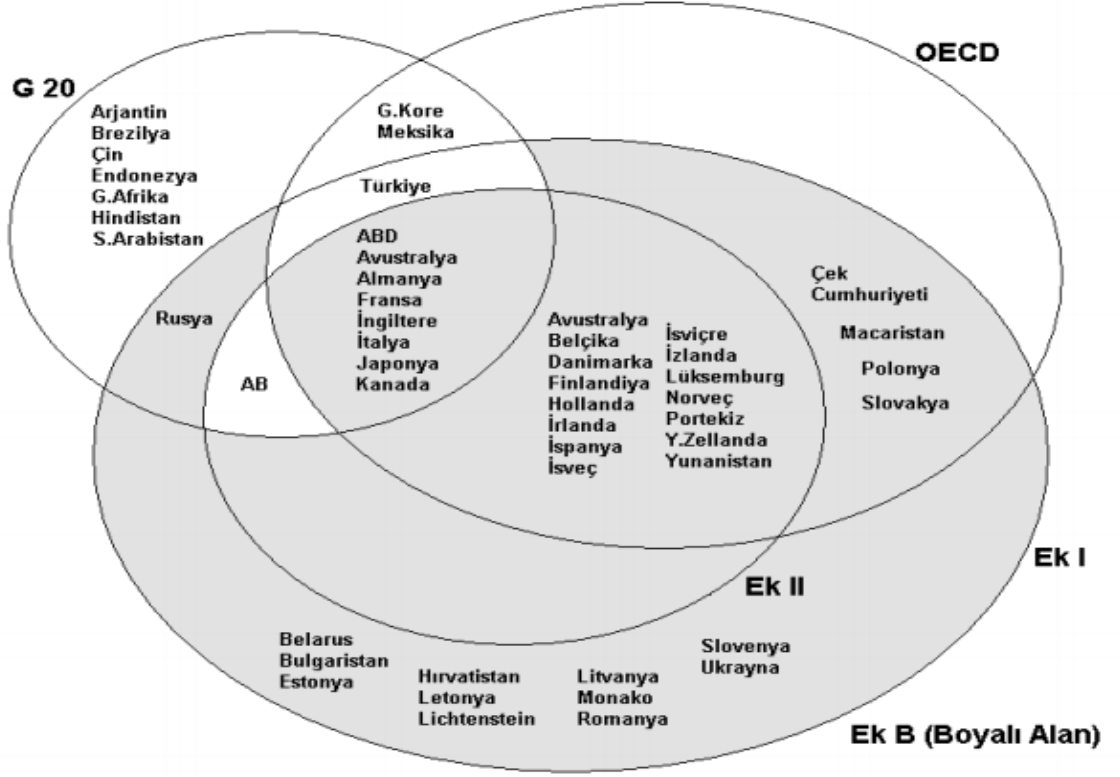 OECD
G 20
Arjantin
Brezilya
Çin
Endonezya
G.Afrika
Hindistan
S.Arabistan
G.Kore
Meksika
Türkiye
ABD
Avustralya
Almanya
Fransa
İngiltere
İtalya
Japonya
Kanada
Rusya
AB
Avustralya
Belçika
Danimarka
Finlandiya
Hollanda
İrlanda
İspanya
İsveç
İsviçre
İzlanda
Lüksemburg
Norveç
Portekiz
Y.Zellanda
Yunanistan
Çek
Cumhuriyeti
Macaristan
Polonya
Slovakya
Ek I
Ek II
Belarus
Bulgaristan
Estonya
Hırvatistan
Letonya
Lichtenstein
Litvanya
Monako
Romanya
Slovenya
Ukrayna
Ek B (Boyalı Alan)